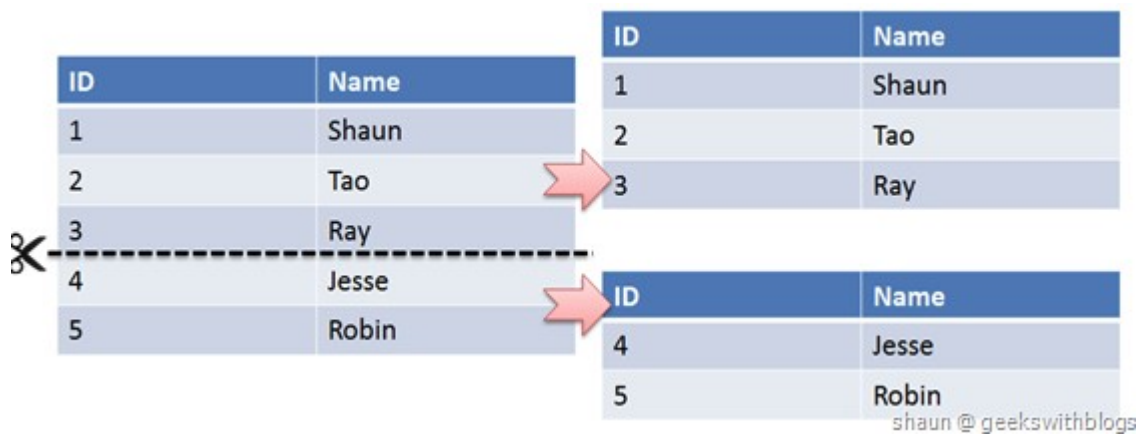 ID Name
1 Shaun
2 Tao
3 Ray
4 Jesse
5 Robin
ID Name
1 Shaun
2 Tao
3 Ray
ID Name
4 Jesse
5 Robin
shaun @ geekswithblogs